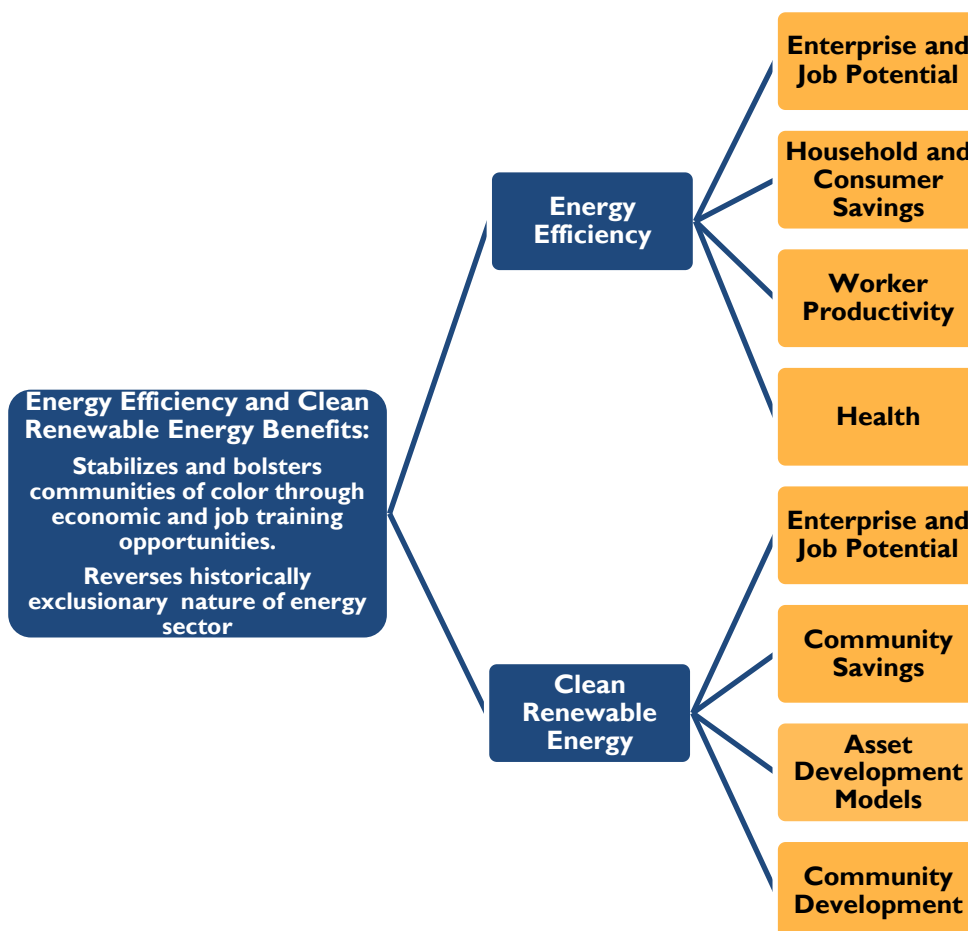 Energy Efficiency and Clean
Renewable Energy Benefits:
Stabilizes and bolsters
communities of color through
economic and job training
opportunities.
Reverses historically
exclusionary nature of energy
sector
Energy
Efficiency
Enterprise and
Job Potential
Household and
Consumer
Savings
Worker
Productivity
Health
Clean
Renewable
Energy
Enterprise and
Job Potential
Community
Savings
Asset
Development
Models
Community
Development